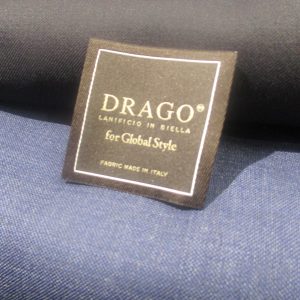 DRAGO
LANIFICIO IN BIELLA
for Global Style
FABRIC MADE IN ITALY